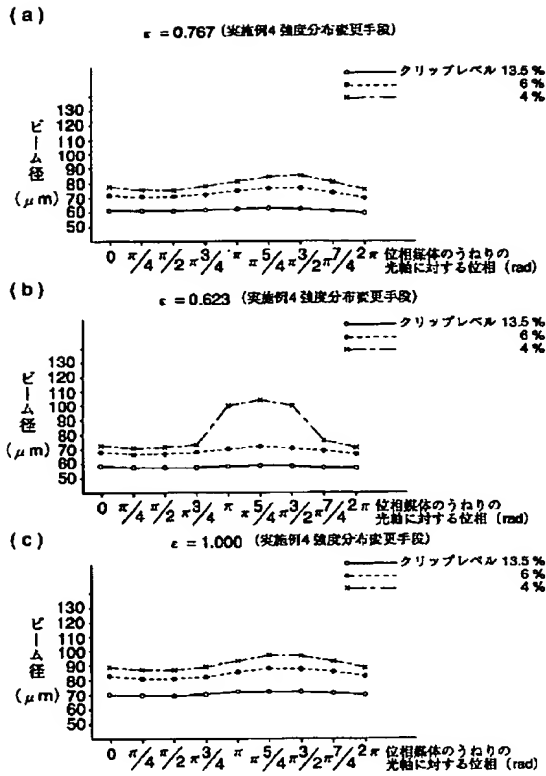 (a)
ε = 0.767 (実施例4 強度分布変更手段)
クリップレベル 13.5 %
6 %
4 %
130
120
110
100
90
80
70
60
50
ビーム径
(μm)
0 π/4 π/2 π3/4 π π5/4 π3/2 π7/4 2π
位相媒体のうねりの
光軸に対する位相 (rad)
(b)
ε = 0.623 (実施例4 強度分布変更手段)
クリップレベル 13.5 %
6 %
4 %
130
120
110
100
90
80
70
60
50
ビーム径
(μm)
0 π/4 π/2 π3/4 π π5/4 π3/2 π7/4 2π
位相媒体のうねりの
光軸に対する位相 (rad)
(c)
ε = 1.000 (実施例4 強度分布変更手段)
クリップレベル 13.5 %
6 %
4 %
130
120
110
100
90
80
70
60
50
ビーム径
(μm)
0 π/4 π/2 π3/4 π π5/4 π3/2 π7/4 2π
位相媒体のうねりの
光軸に対する位相 (rad)